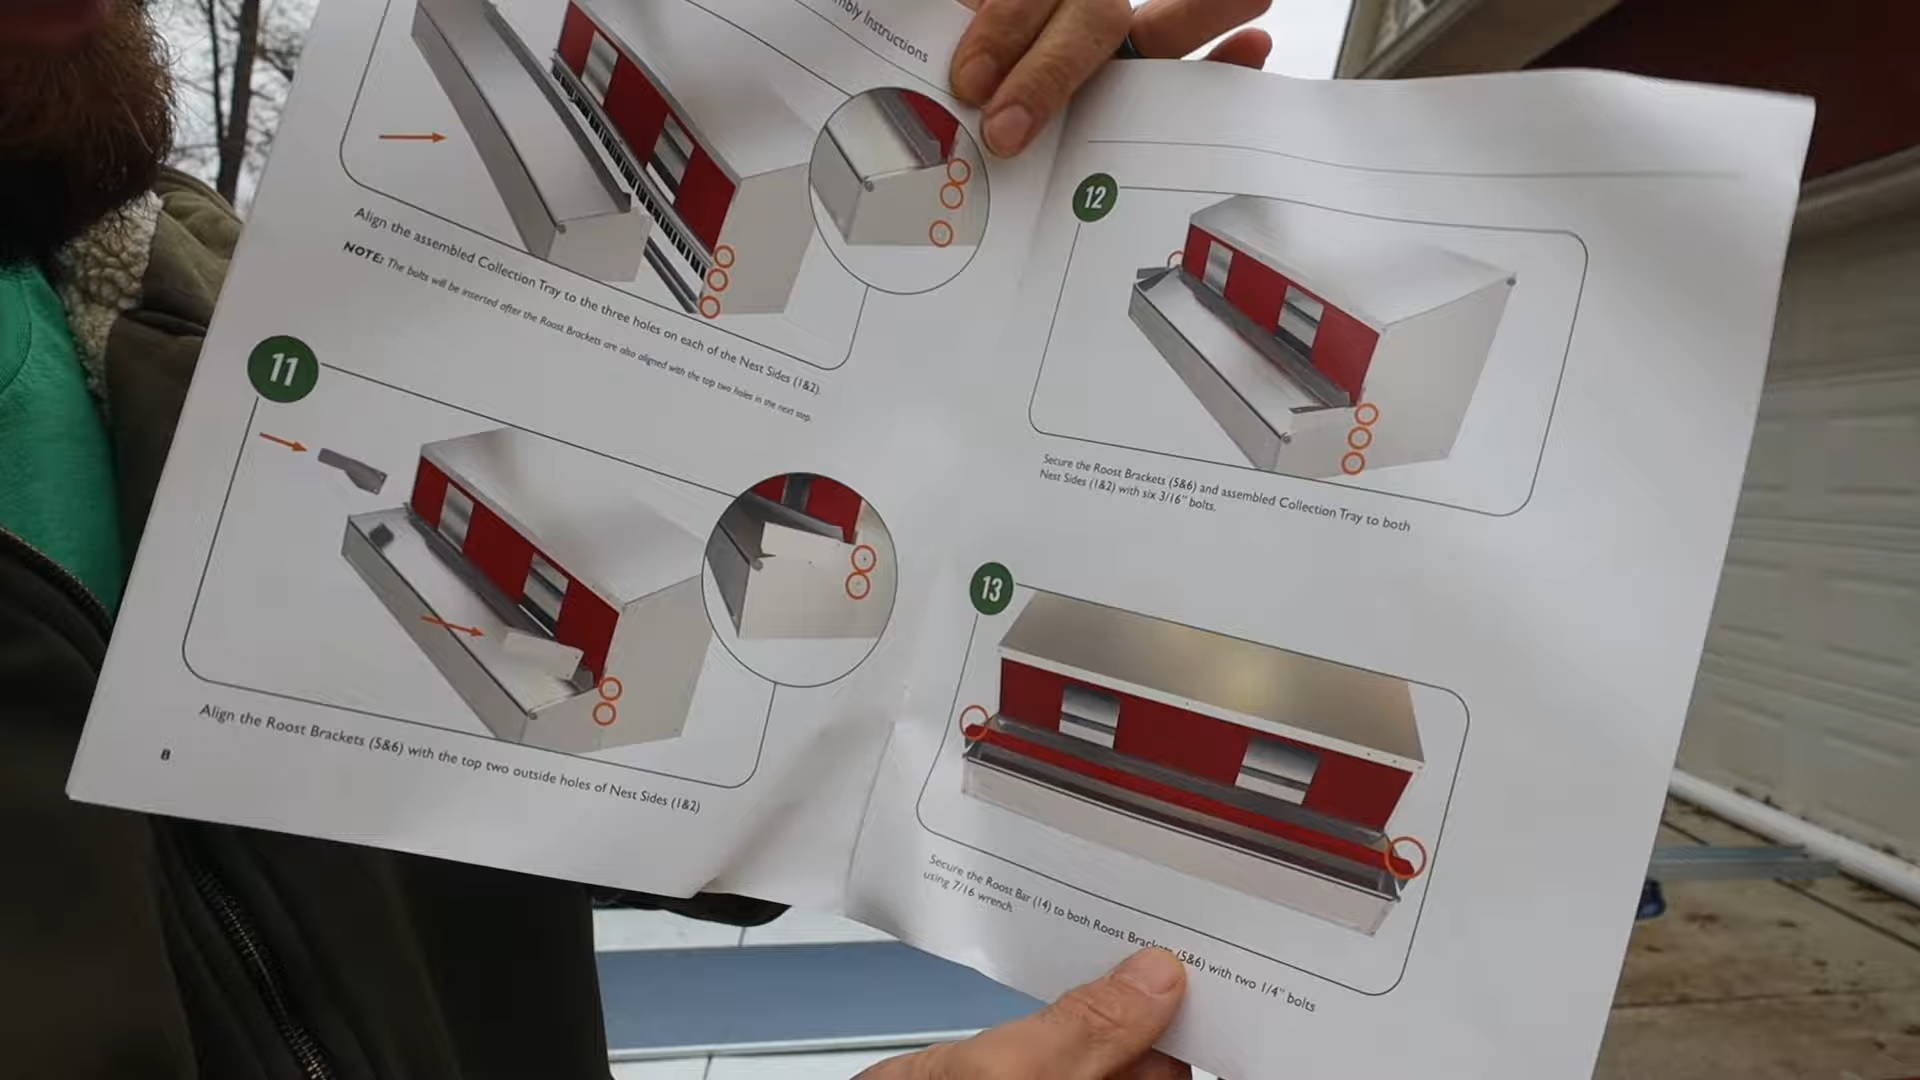 Instructions
Align the assembled Collection Tray to the three holes on each of the Nest Sides (1&2).
NOTE: The bolts will be inserted after the Roost Brackets are also aligned with the top two holes in the next step.
11
Align the Roost Brackets (5&6) with the top two outside holes of Nest Sides (1&2)
8
12
Secure the Roost Brackets (5&6) and assembled Collection Tray to both
Nest Sides (1&2) with six 3/16" bolts.
13
Secure the Roost Bar (14) to both Roost Brackets (5&6) with two 1/4" bolts
using 7/16 wrench